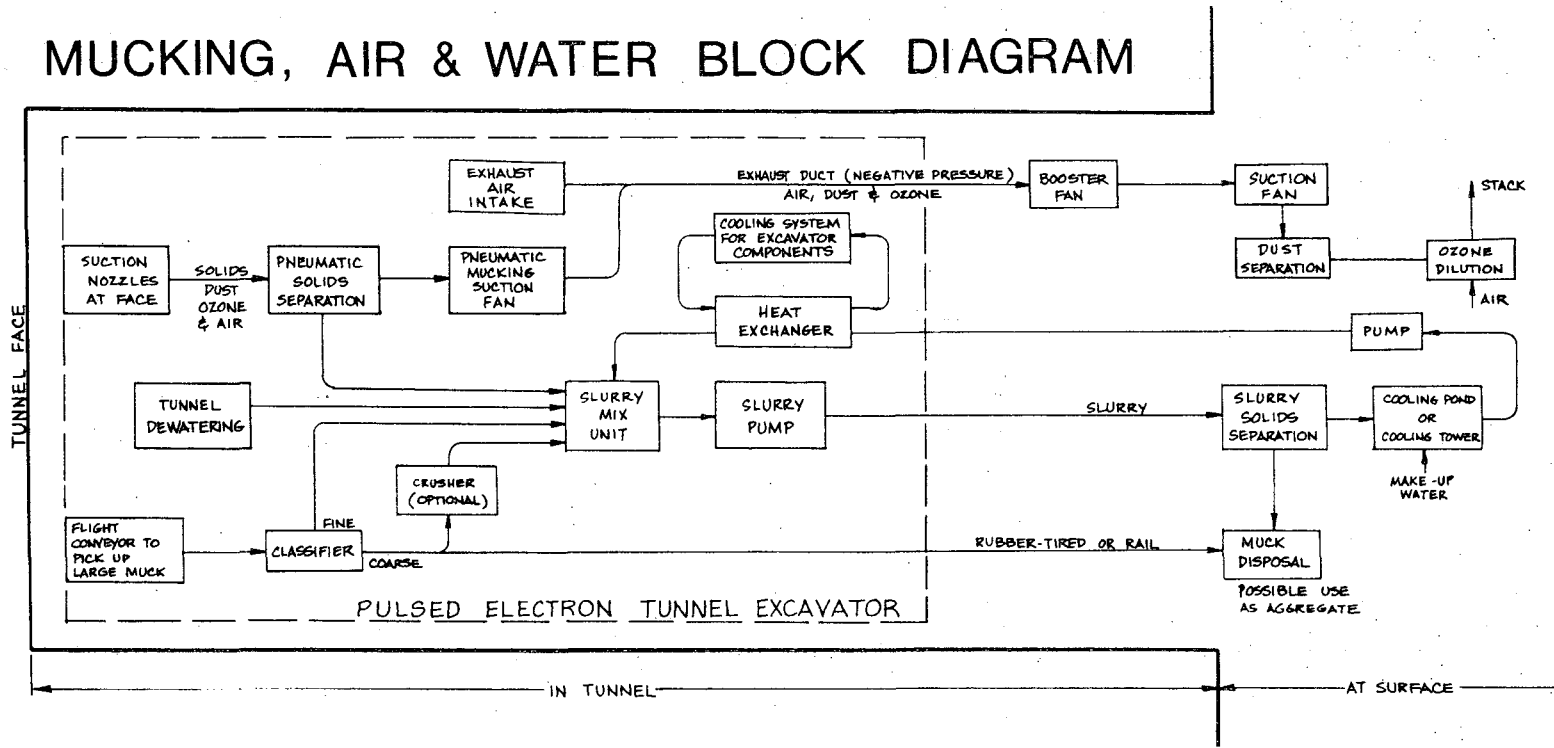 MUCKING, AIR & WATER BLOCK DIAGRAM
EXHAUST
AIR
INTAKE
EXHAUST DUCT (NEGATIVE PRESSURE)
AIR, DUST & OZONE
BOOSTER
FAN
SUCTION
FAN
STACK
COOLING SYSTEM
FOR EXCAVATOR
COMPONENTS
SUCTION
NOZZLES
AT FACE
SOLIDS
DUST
OZONE
& AIR
PNEUMATIC
SOLIDS
SEPARATION
PNEUMATIC
MUCKING
SUCTION
FAN
DUST
SEPARATION
OZONE
DILUTION
AIR
HEAT
EXCHANGER
PUMP
TUNNEL FACE
TUNNEL
DEWATERING
SLURRY
MIX
UNIT
SLURRY
PUMP
SLURRY
SLURRY
SOLIDS
SEPARATION
COOLING POND
OR
COOLING TOWER
MAKE-UP
WATER
CRUSHER
(OPTIONAL)
FLIGHT
CONVEYOR TO
PICK UP
LARGE MUCK
FINE
CLASSIFIER
COARSE
RUBBER-TIRED OR RAIL
MUCK
DISPOSAL
POSSIBLE USE
AS AGGREGATE
PULSED ELECTRON TUNNEL EXCAVATOR
IN TUNNEL
AT SURFACE